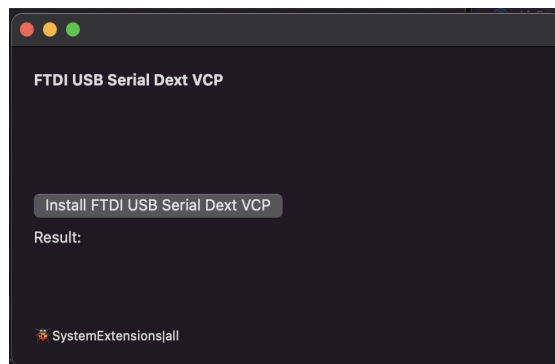 FTDI USB Serial Dext VCP
Install FTDI USB Serial Dext VCP
Result:
🐞SystemExtensions|all